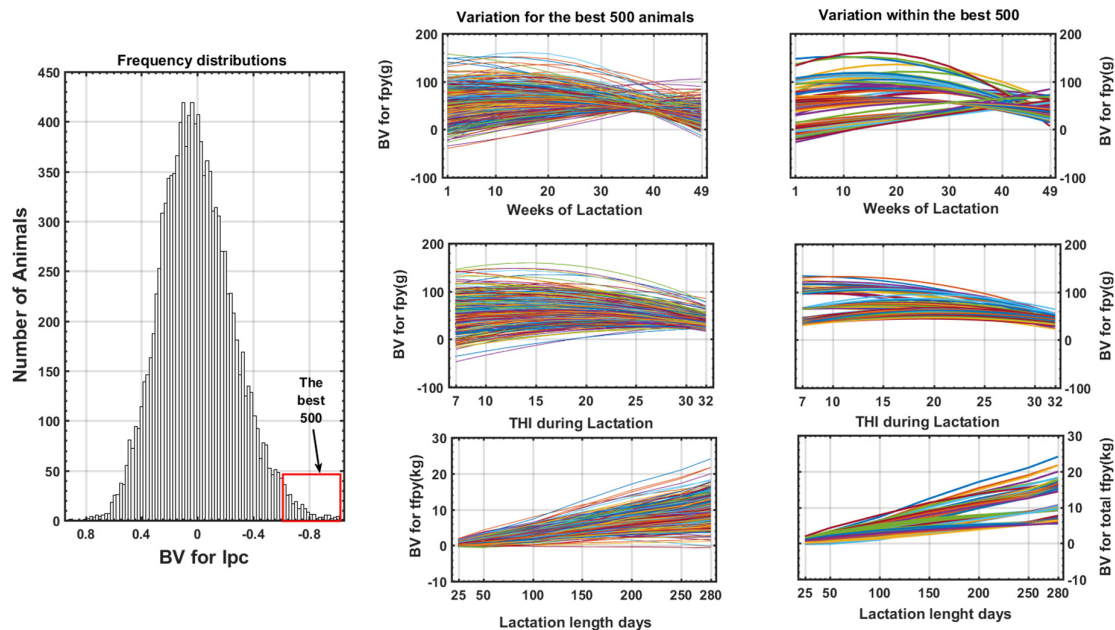 Frequency distributions
Number of Animals
450
400
350
300
250
200
150
100
50
0
The
best
500
0.8 0.4 0 -0.4 -0.8
BV for lpc
Variation for the best 500 animals
BV for fpy(g)
200
100
0
-100
1 10 20 30 40 49
Weeks of Lactation
BV for fpy(g)
200
100
0
-100
7 10 15 20 25 30 32
THI during Lactation
BV for tfpy(kg)
30
20
10
0
-10
25 50 100 150 200 250 280
Lactation lenght days
Variation within the best 500
200
100
0
-100
BV for fpy(g)
1 10 20 30 40 49
Weeks of Lactation
200
100
0
-100
BV for fpy(g)
7 10 15 20 25 30 32
THI during Lactation
30
20
10
0
-10
BV for total tfpy(kg)
25 50 100 150 200 250 280
Lactation lenght days